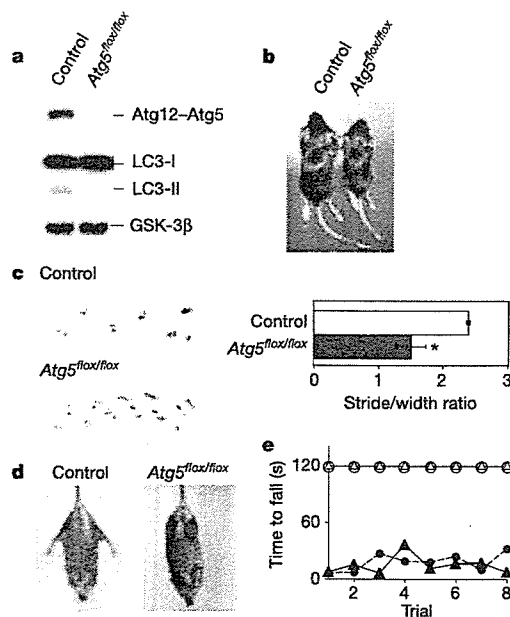 a
Control
Atg5flox/flox
Atg12–Atg5
LC3-I
LC3-II
GSK-3β
b
Control
Atg5flox/flox
c
Control
Atg5flox/flox
Control
Atg5flox/flox
*
0 1 2 3
Stride/width ratio
d
Control
Atg5flox/flox
e
Time to fall (s)
120
60
0
2 4 6 8
Trial